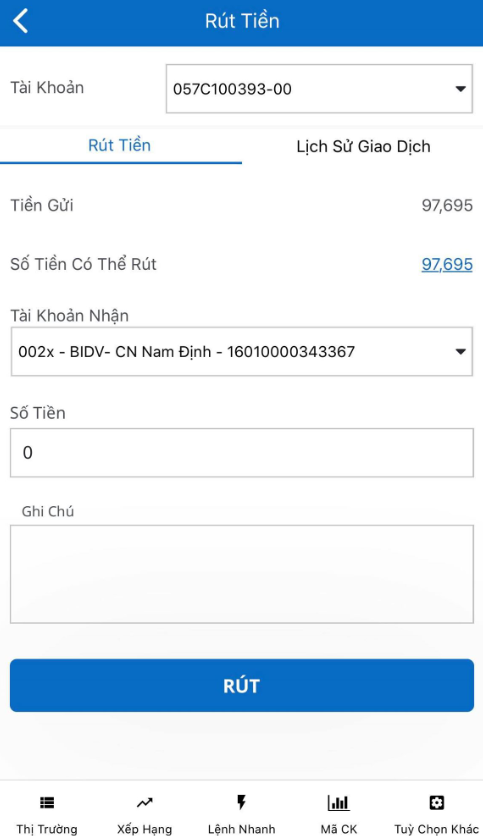 Rút Tiền
Tài Khoản
057C100393-00
Rút Tiền
Lịch Sử Giao Dịch
Tiền Gửi
97,695
Số Tiền Có Thể Rút
97,695
Tài Khoản Nhận
002x - BIDV- CN Nam Định - 16010000343367
Số Tiền
0
Ghi Chú
RÚT
Thị Trường
Xếp Hạng
Lệnh Nhanh
Mã CK
Tuỳ Chọn Khác